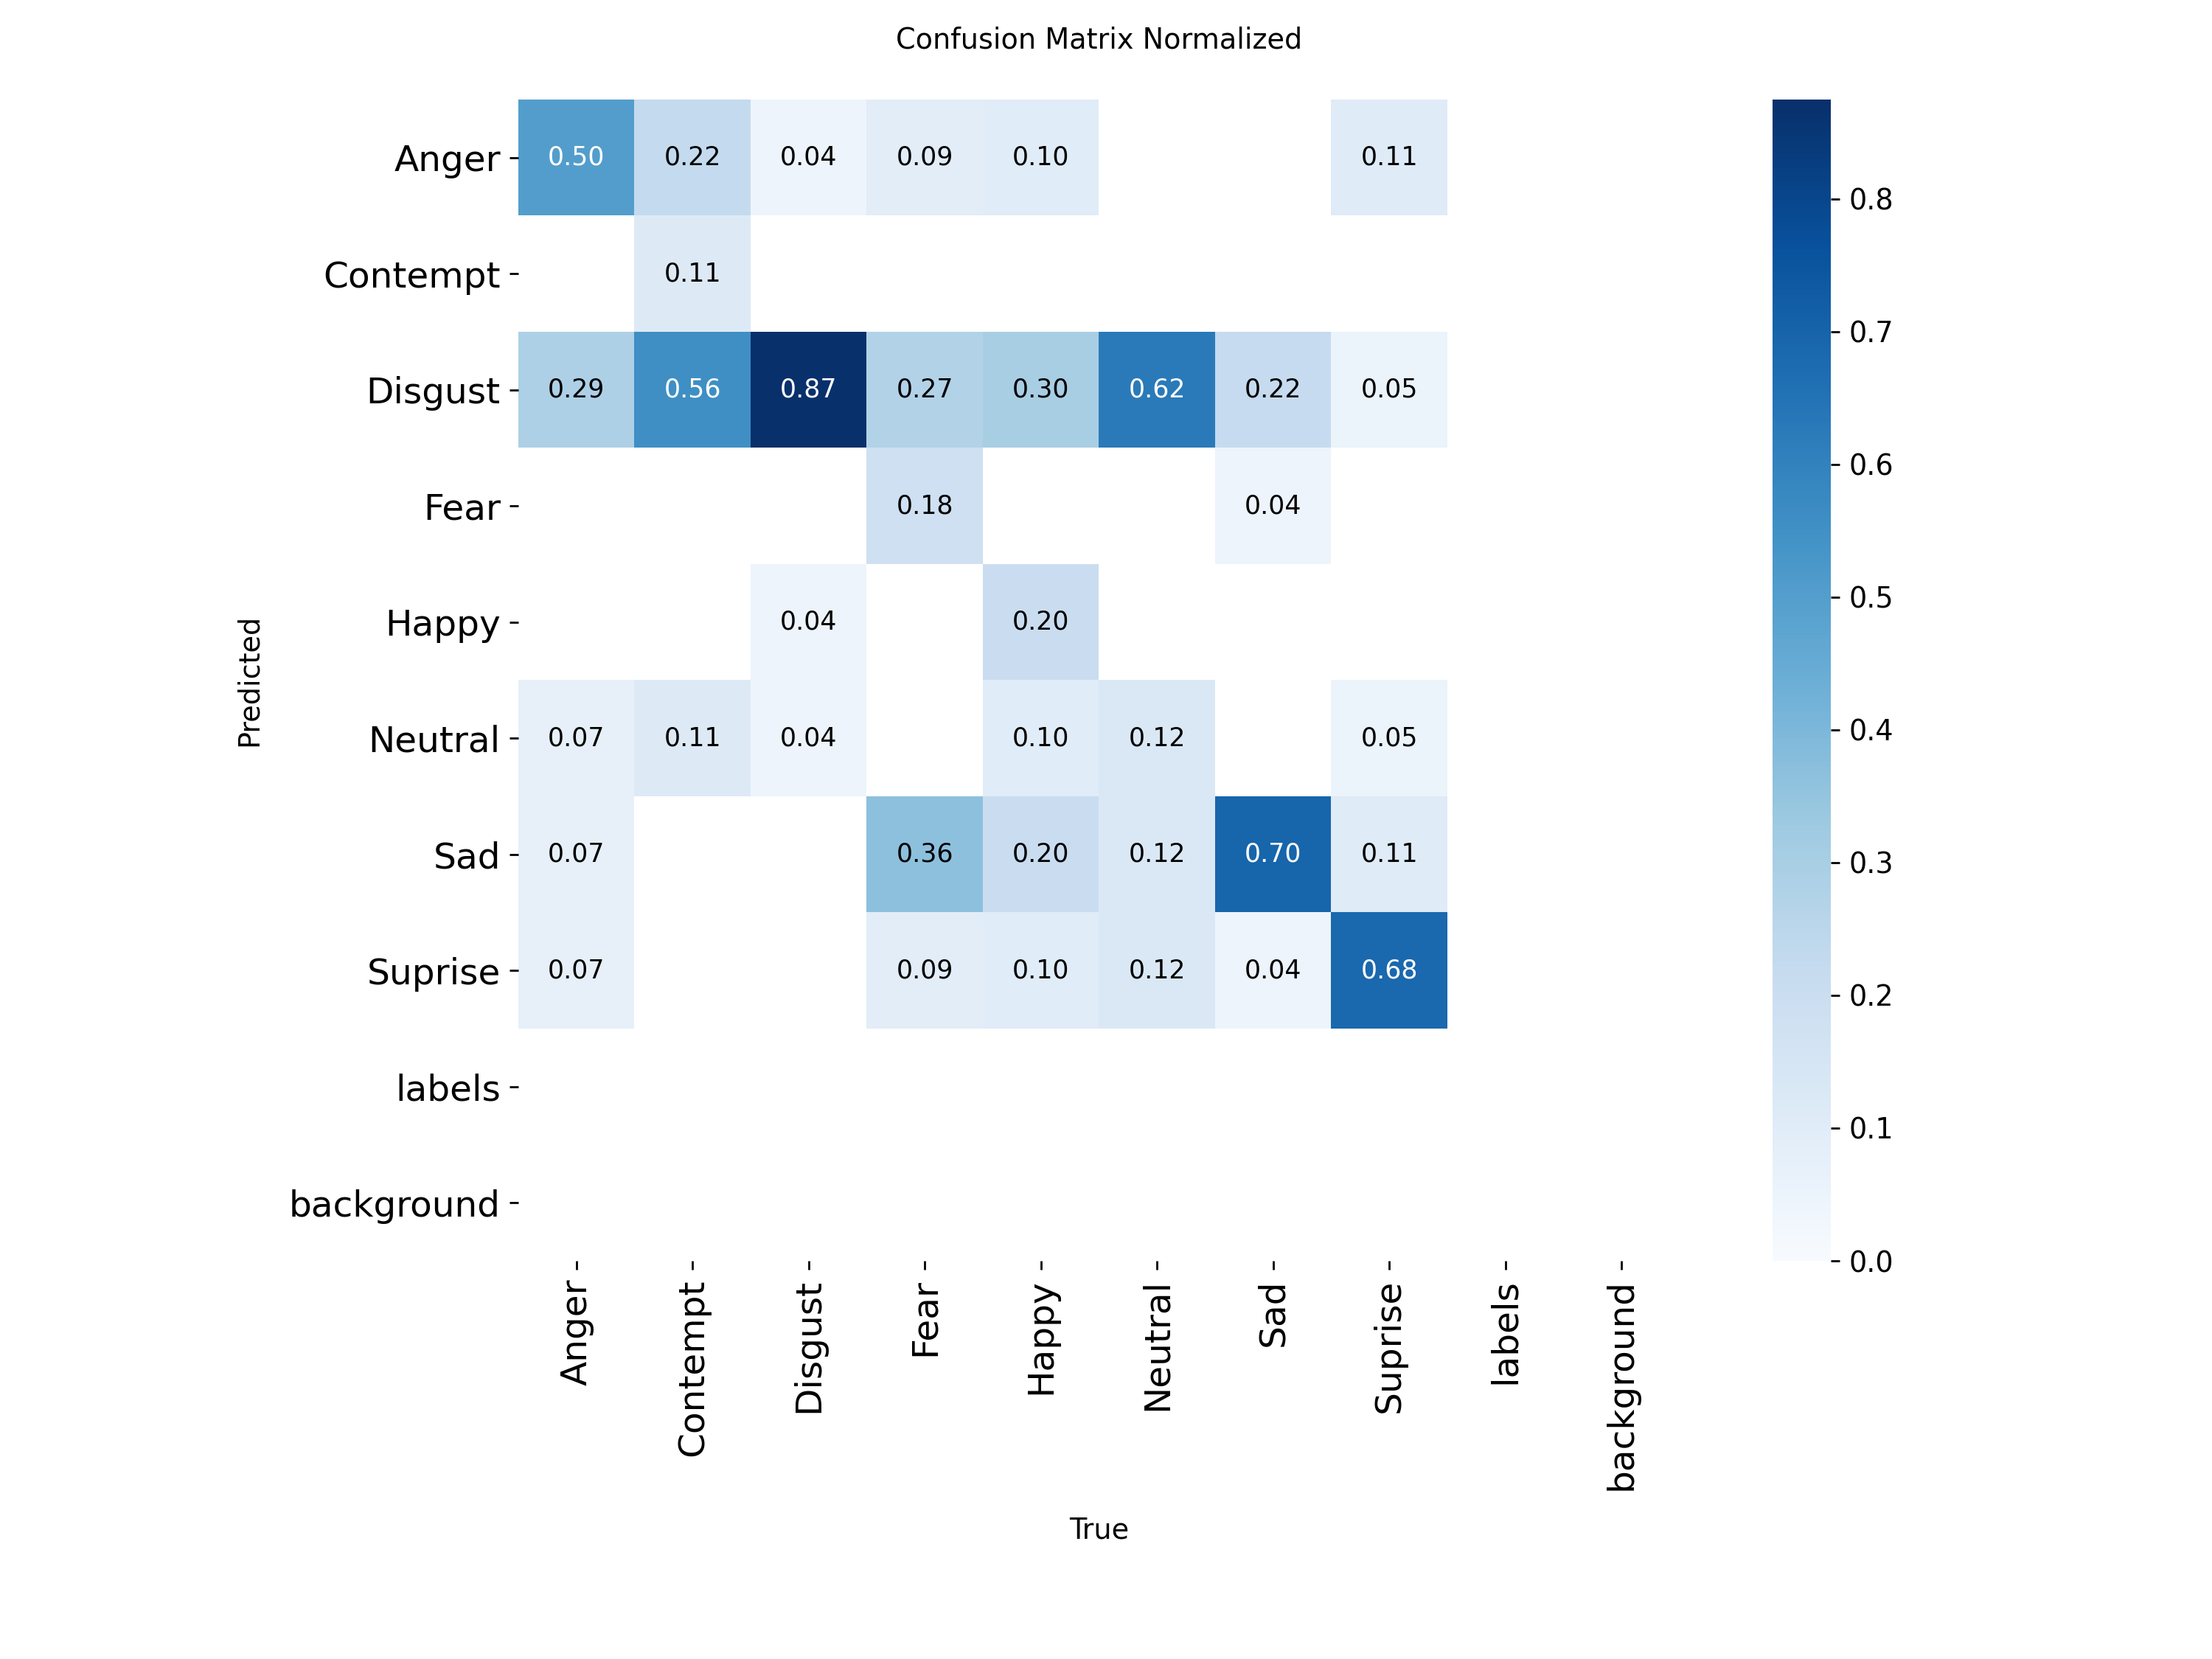 Confusion Matrix Normalized
Anger 0.50 0.22 0.04 0.09 0.10 0.11
Contempt 0.11
Disgust 0.29 0.56 0.87 0.27 0.30 0.62 0.22 0.05
Fear 0.18 0.04
Happy 0.04 0.20
Neutral 0.07 0.11 0.04 0.10 0.12 0.05
Sad 0.07 0.36 0.20 0.12 0.70 0.11
Suprise 0.07 0.09 0.10 0.12 0.04 0.68
labels
background
Predicted
Anger Contempt Disgust Fear Happy Neutral Sad Suprise labels background
True
0.8
0.7
0.6
0.5
0.4
0.3
0.2
0.1
0.0